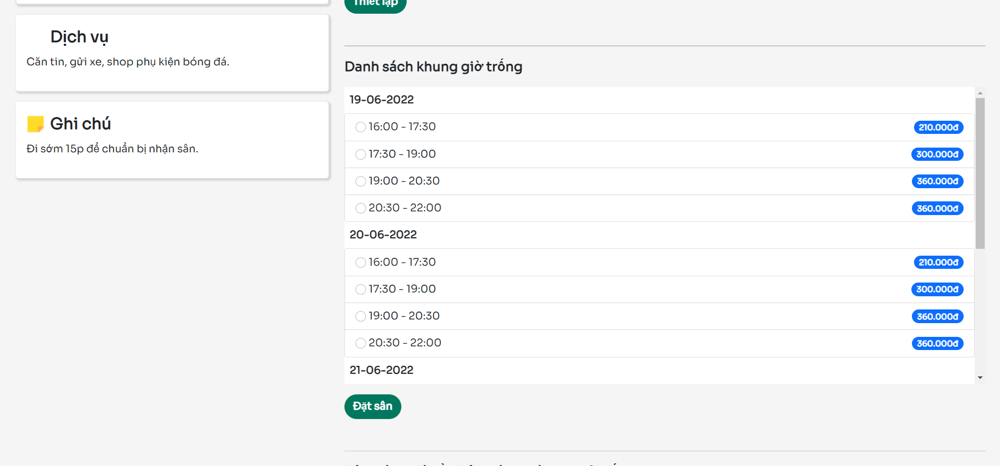 Dịch vụ
Căn tin, gửi xe, shop phụ kiện bóng đá.
Ghi chú
Đi sớm 15p để chuẩn bị nhận sân.
Thiết lập
Danh sách khung giờ trống
19-06-2022
16:00 - 17:30 210.000đ
17:30 - 19:00 300.000đ
19:00 - 20:30 360.000đ
20:30 - 22:00 360.000đ
20-06-2022
16:00 - 17:30 210.000đ
17:30 - 19:00 300.000đ
19:00 - 20:30 360.000đ
20:30 - 22:00 360.000đ
21-06-2022
Đặt sân